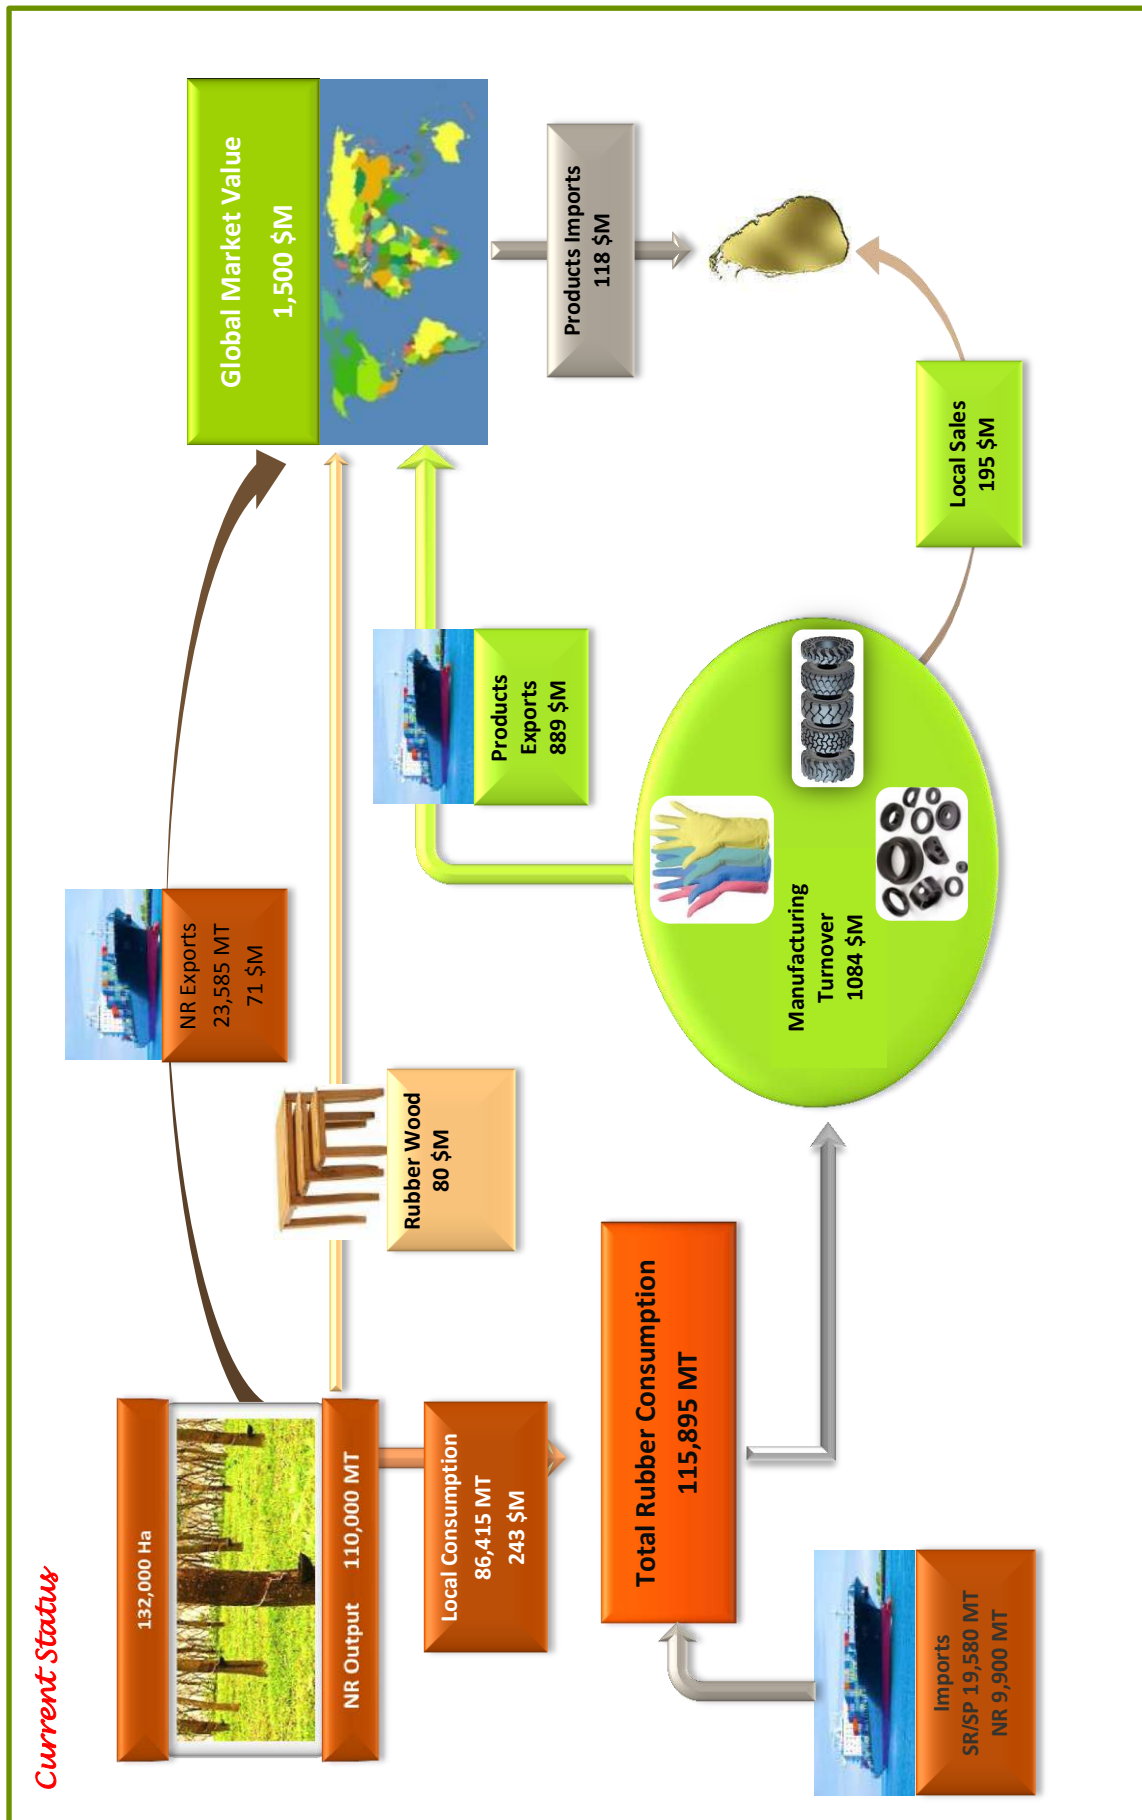 Current Status
132,000 Ha
NR Output 110,000 MT
Local Consumption
86,415 MT
243 $M
NR Exports
23,585 MT
71 $M
Rubber Wood
80 $M
Global Market Value
1,500 $M
Products
Exports
889 $M
Products Imports
118 $M
Total Rubber Consumption
115,895 MT
Imports
SR/SP 19,580 MT
NR 9,900 MT
Manufacturing
Turnover
1084 $M
Local Sales
195 $M